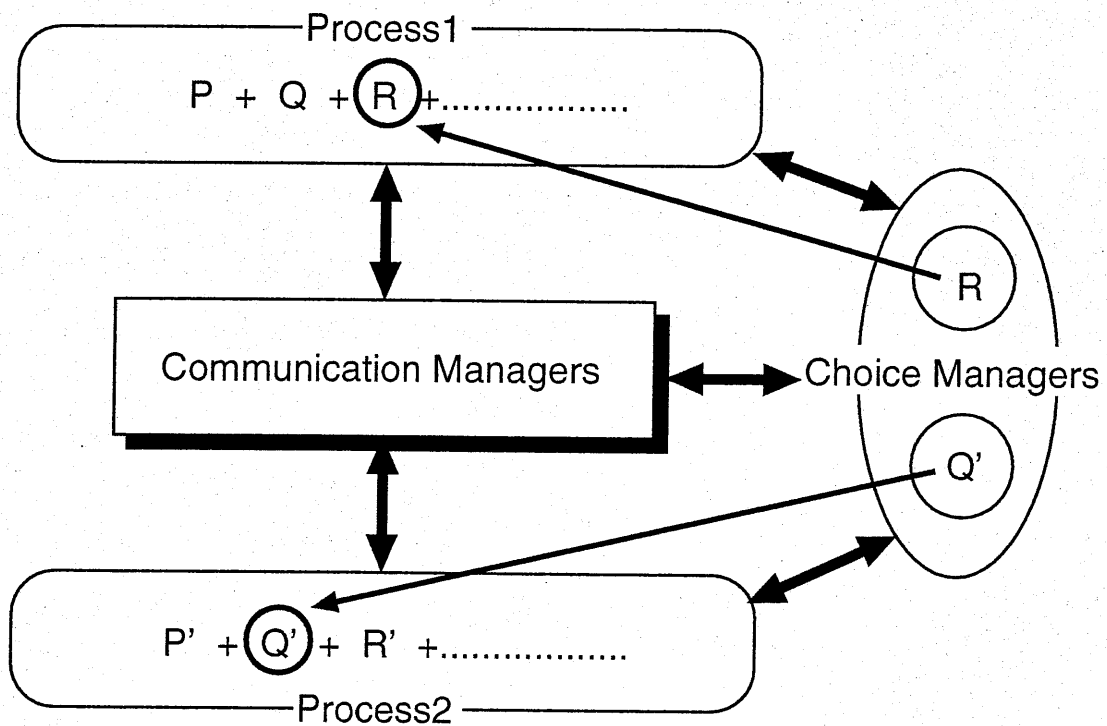 Process1
P + Q + R +..................
R
Communication Managers
Choice Managers
Q'
P' + Q' + R' +..................
Process2